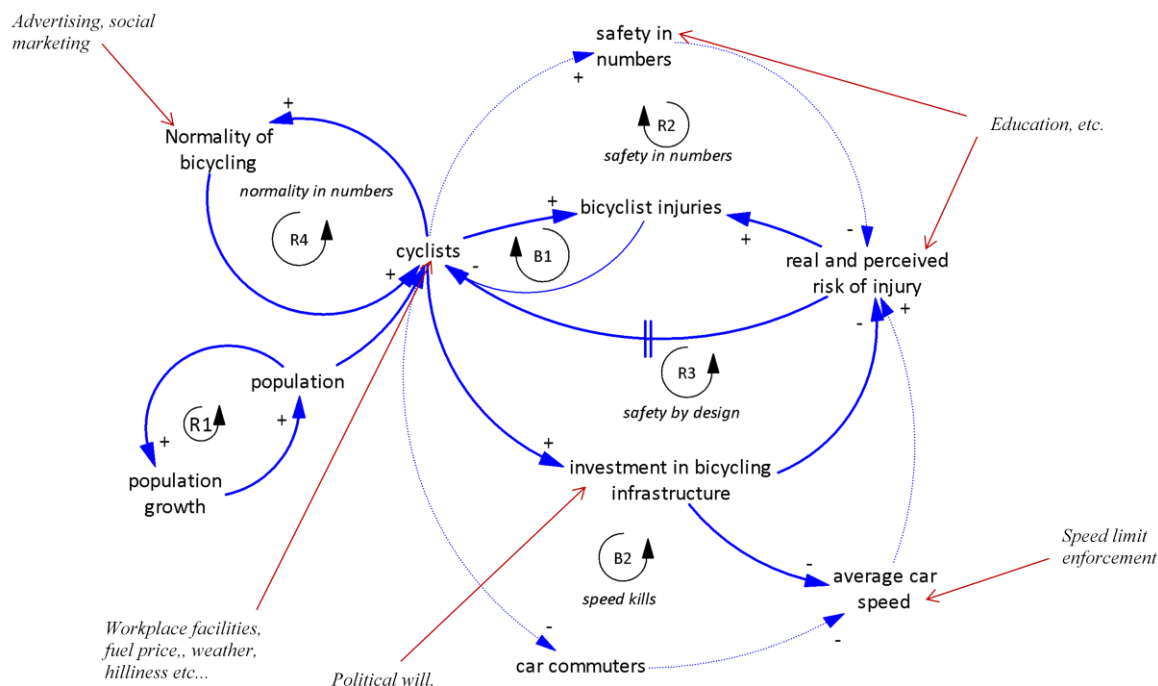 Advertising, social
marketing
safety in
numbers
+
+
R2
safety in numbers
Education, etc.
Normality of
bicycling
normality in numbers
R4
bicyclist injuries
+
+
-
cyclists
+
-
B1
real and perceived
risk of injury
-
+
R3
safety by design
population
R1
+
+
population
growth
+
investment in bicycling
infrastructure
B2
speed kills
-
average car
speed
-
Speed limit
enforcement
-
car commuters
Workplace facilities,
fuel price,, weather,
hilliness etc...
Political will.